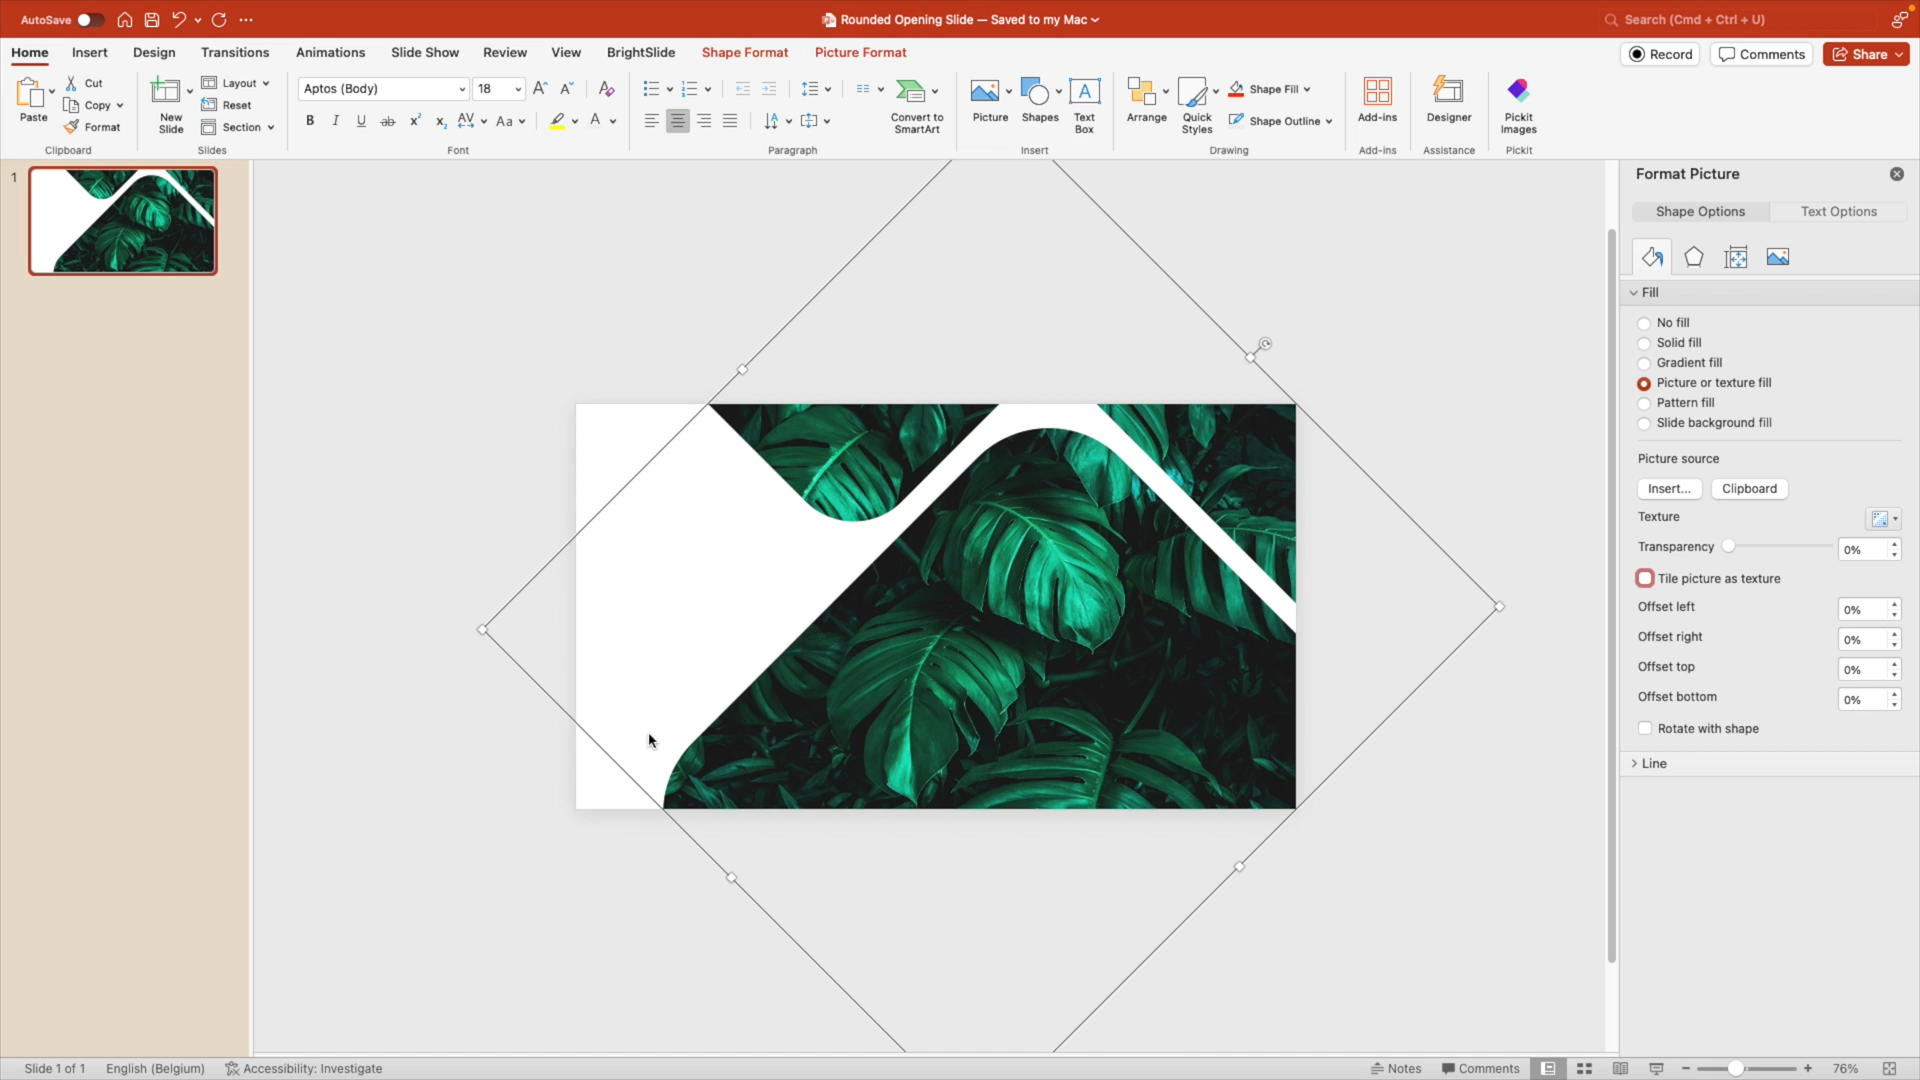 AutoSave
Rounded Opening Slide — Saved to my Mac
Search (Cmd + Ctrl + U)
Home Insert Design Transitions Animations Slide Show Review View BrightSlide Shape Format Picture Format
Record Comments Share
Paste
Cut
Copy
Format
Clipboard
New Slide
Layout
Reset
Section
Slides
Aptos (Body) 18
B I U ab x² x₂ AV Aa A
Font
Convert to SmartArt
Paragraph
Picture Shapes Text Box
Insert
Arrange Quick Styles
Shape Fill
Shape Outline
Drawing
Add-ins
Add-ins
Designer
Assistance
Pickit Images
Pickit
1
Format Picture
Shape Options Text Options
Fill
No fill
Solid fill
Gradient fill
Picture or texture fill
Pattern fill
Slide background fill
Picture source
Insert... Clipboard
Texture
Transparency 0%
Tile picture as texture
Offset left 0%
Offset right 0%
Offset top 0%
Offset bottom 0%
Rotate with shape
Line
Slide 1 of 1 English (Belgium) Accessibility: Investigate
Notes Comments 76%